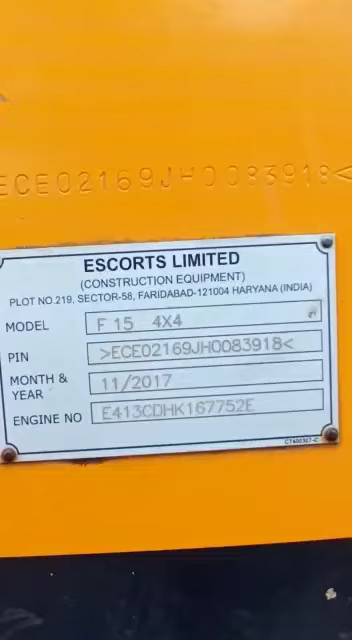 ECE02169JH0083918<
ESCORTS LIMITED
(CONSTRUCTION EQUIPMENT)
PLOT NO.219, SECTOR-58, FARIDABAD-121004 HARYANA (INDIA)
MODEL F 15 4X4
PIN >ECE02169JH0083918<
MONTH & YEAR 11/2017
ENGINE NO E413CDHK167752E
CT400307-C